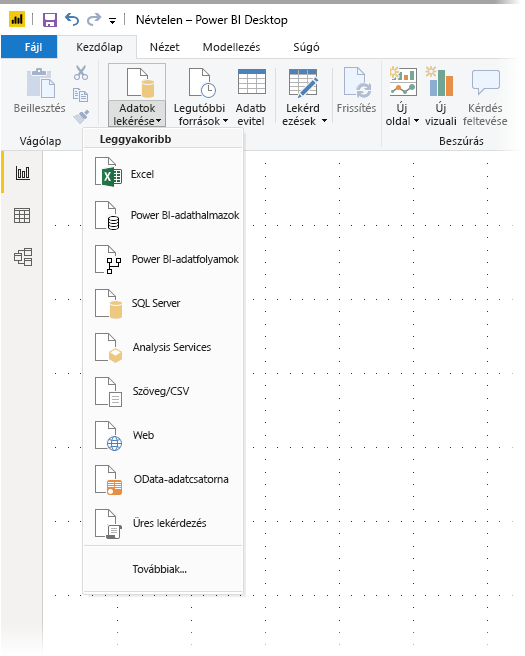 Névtelen – Power BI Desktop
Fájl Kezdőlap Nézet Modellezés Súgó
Beillesztés
Adatok
lekérése
Legutóbbi
források
Adatb
evitel
Lekérd
ezések
Frissítés
Új
oldal
Új
vizuali
Kérdés
feltevése
Vágólap
Beszúrás
Leggyakoribb
Excel
Power BI-adathalmazok
Power BI-adatfolyamok
SQL Server
Analysis Services
Szöveg/CSV
Web
OData-adatcsatorna
Üres lekérdezés
Továbbiak...